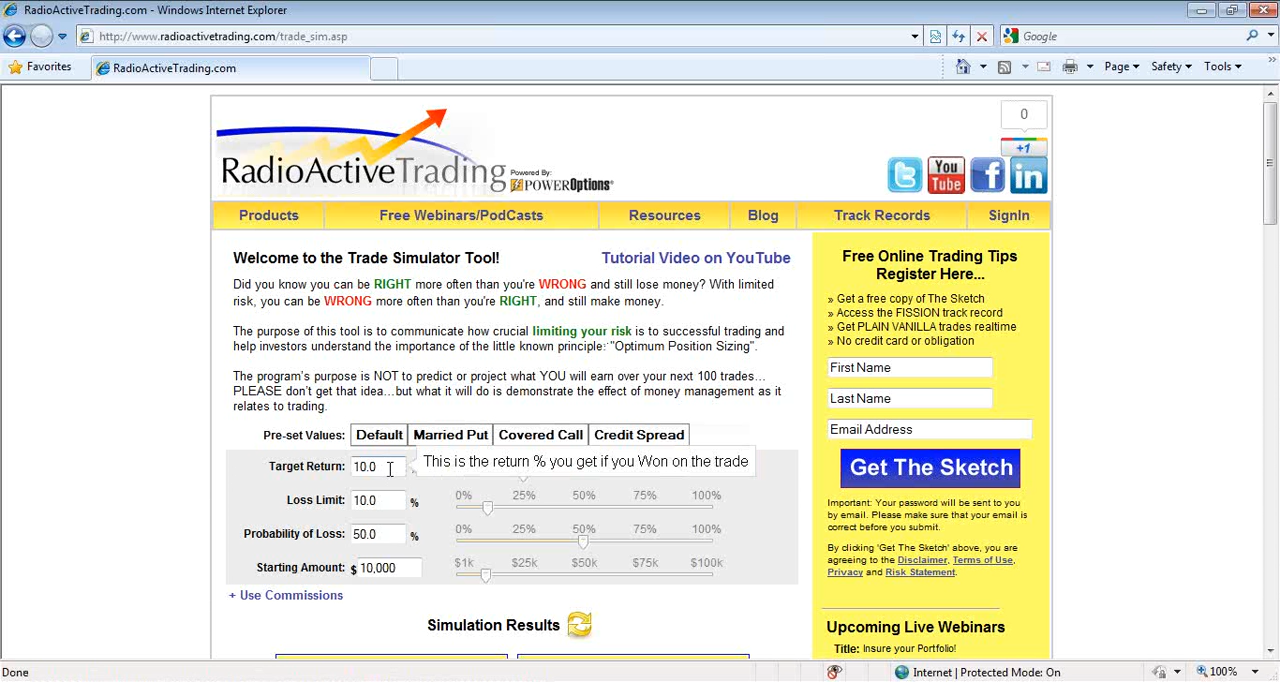 RadioActiveTrading.com - Windows Internet Explorer
http://www.radioactivetrading.com/trade_sim.asp
Google
Favorites
RadioActiveTrading.com
Page
Safety
Tools
0
+1
RadioActiveTrading
Powered By:
POWEROptions
You
Tube
f
in
Products
Free Webinars/PodCasts
Resources
Blog
Track Records
SignIn
Welcome to the Trade Simulator Tool!
Tutorial Video on YouTube
Did you know you can be RIGHT more often than you're WRONG and still lose money? With limited
risk, you can be WRONG more often than you're RIGHT, and still make money.
The purpose of this tool is to communicate how crucial limiting your risk is to successful trading and
help investors understand the importance of the little known principle: "Optimum Position Sizing".
The program's purpose is NOT to predict or project what YOU will earn over your next 100 trades...
PLEASE don't get that idea...but what it will do is demonstrate the effect of money management as it
relates to trading.
Pre-set Values:
Default
Married Put
Covered Call
Credit Spread
Target Return:
10.0
This is the return % you get if you Won on the trade
Loss Limit:
10.0
%
0% 25% 50% 75% 100%
Probability of Loss:
50.0
%
0% 25% 50% 75% 100%
Starting Amount:
$
10,000
$1k $25k $50k $75k $100k
+ Use Commissions
Simulation Results
Free Online Trading Tips
Register Here...
» Get a free copy of The Sketch
» Access the FISSION track record
» Get PLAIN VANILLA trades realtime
» No credit card or obligation
First Name
Last Name
Email Address
Get The Sketch
Important: Your password will be sent to you
by email. Please make sure that your email is
correct before you submit.
By clicking 'Get The Sketch' above, you are
agreeing to the Disclaimer, Terms of Use,
Privacy and Risk Statement.
Upcoming Live Webinars
Title: Insure your Portfolio!
Done
Internet | Protected Mode: On
100%